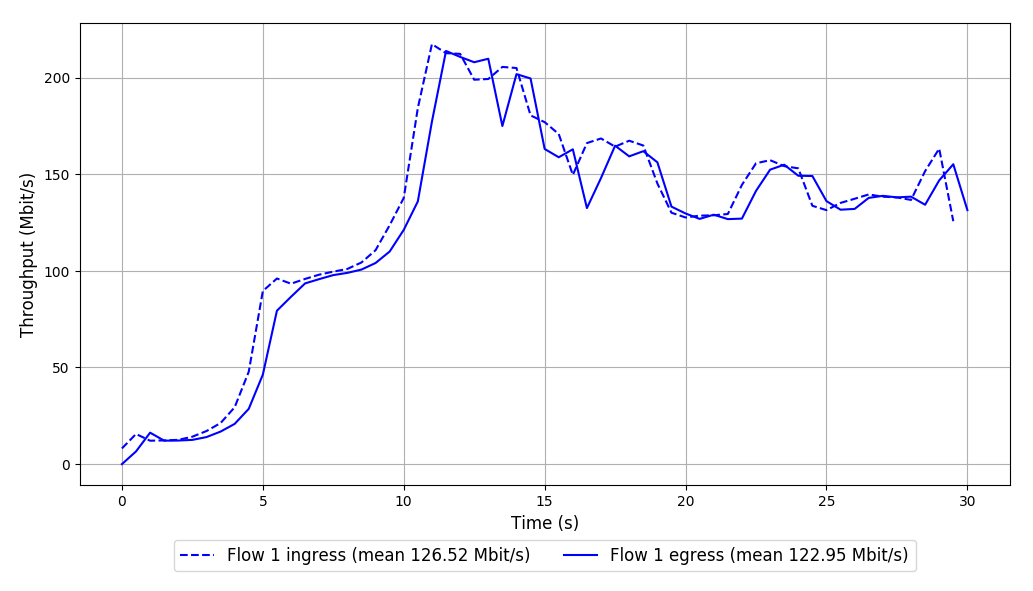 Throughput (Mbit/s)
200
150
100
50
0
0 5 10 15 20 25 30
Time (s)
Flow 1 ingress (mean 126.52 Mbit/s) Flow 1 egress (mean 122.95 Mbit/s)